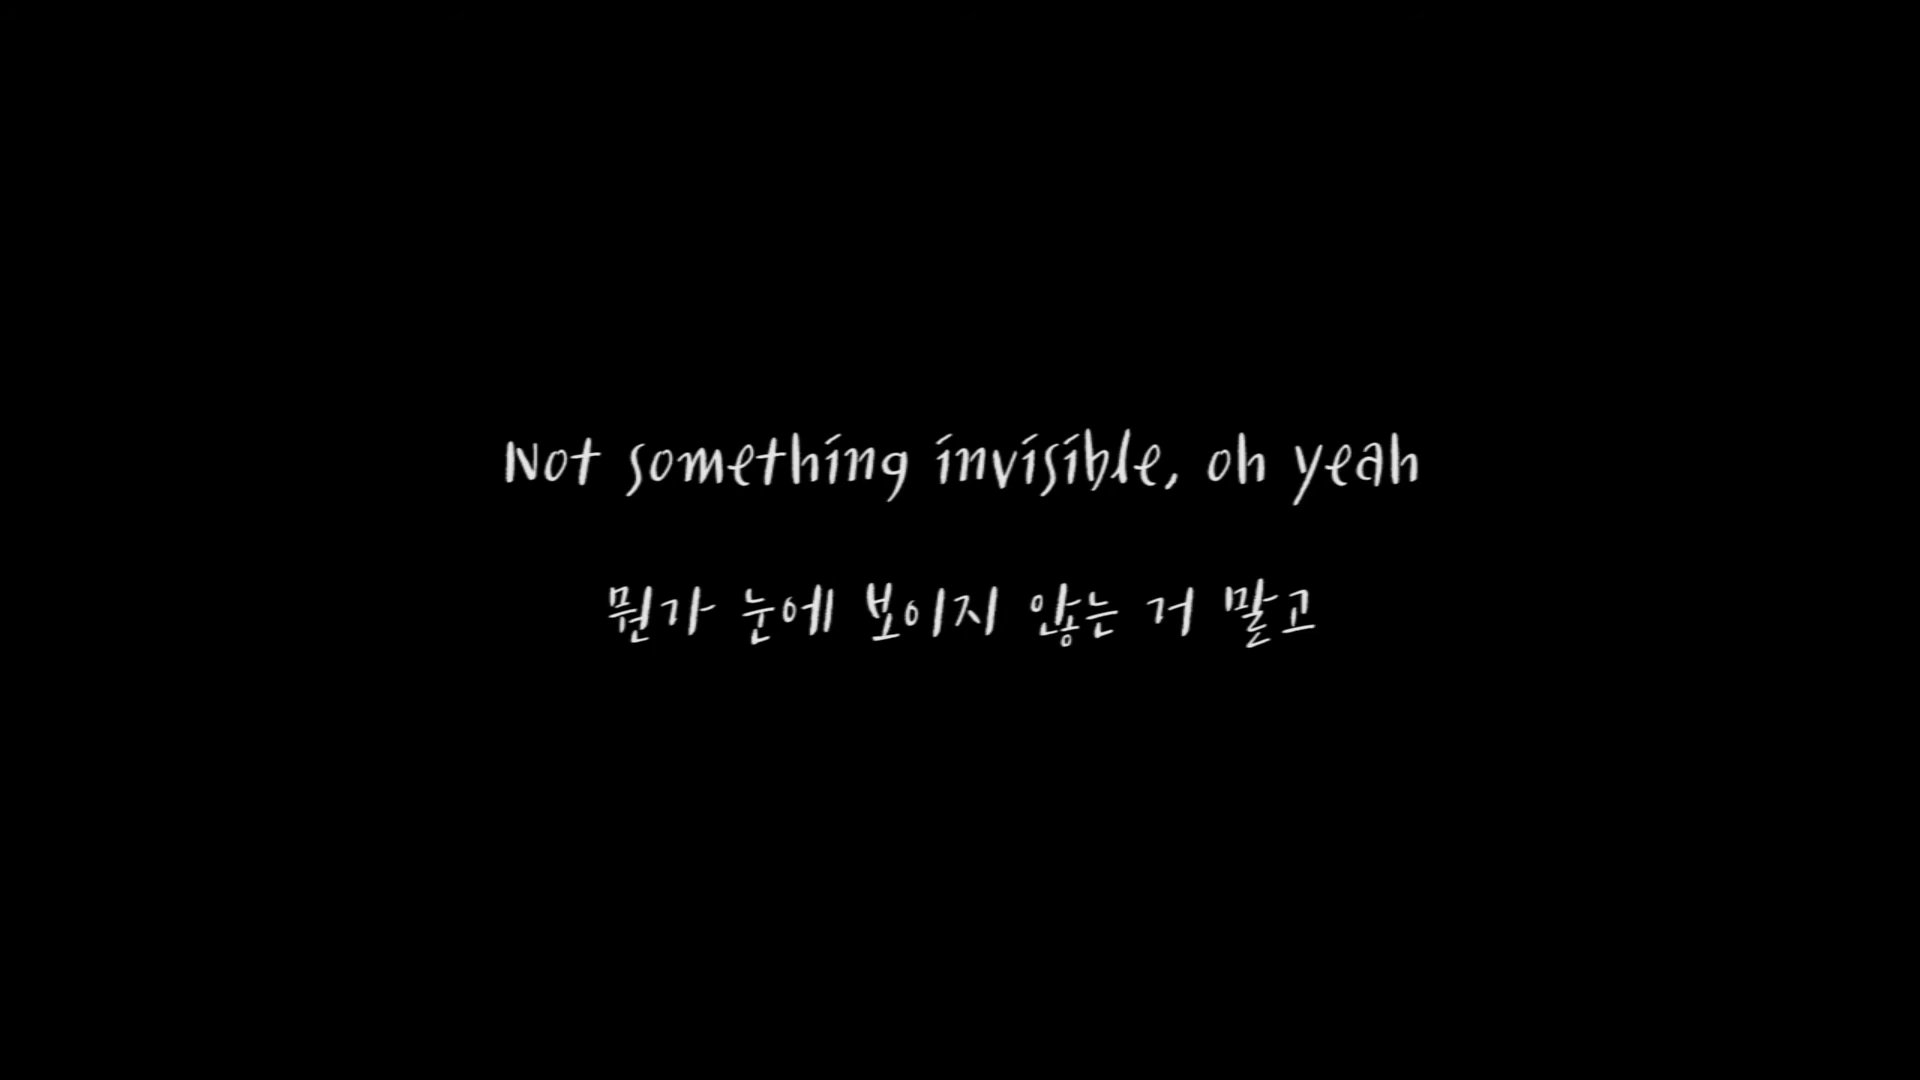 Not something invisible, oh yeah
뭔가 눈에 보이지 않는 거 말고